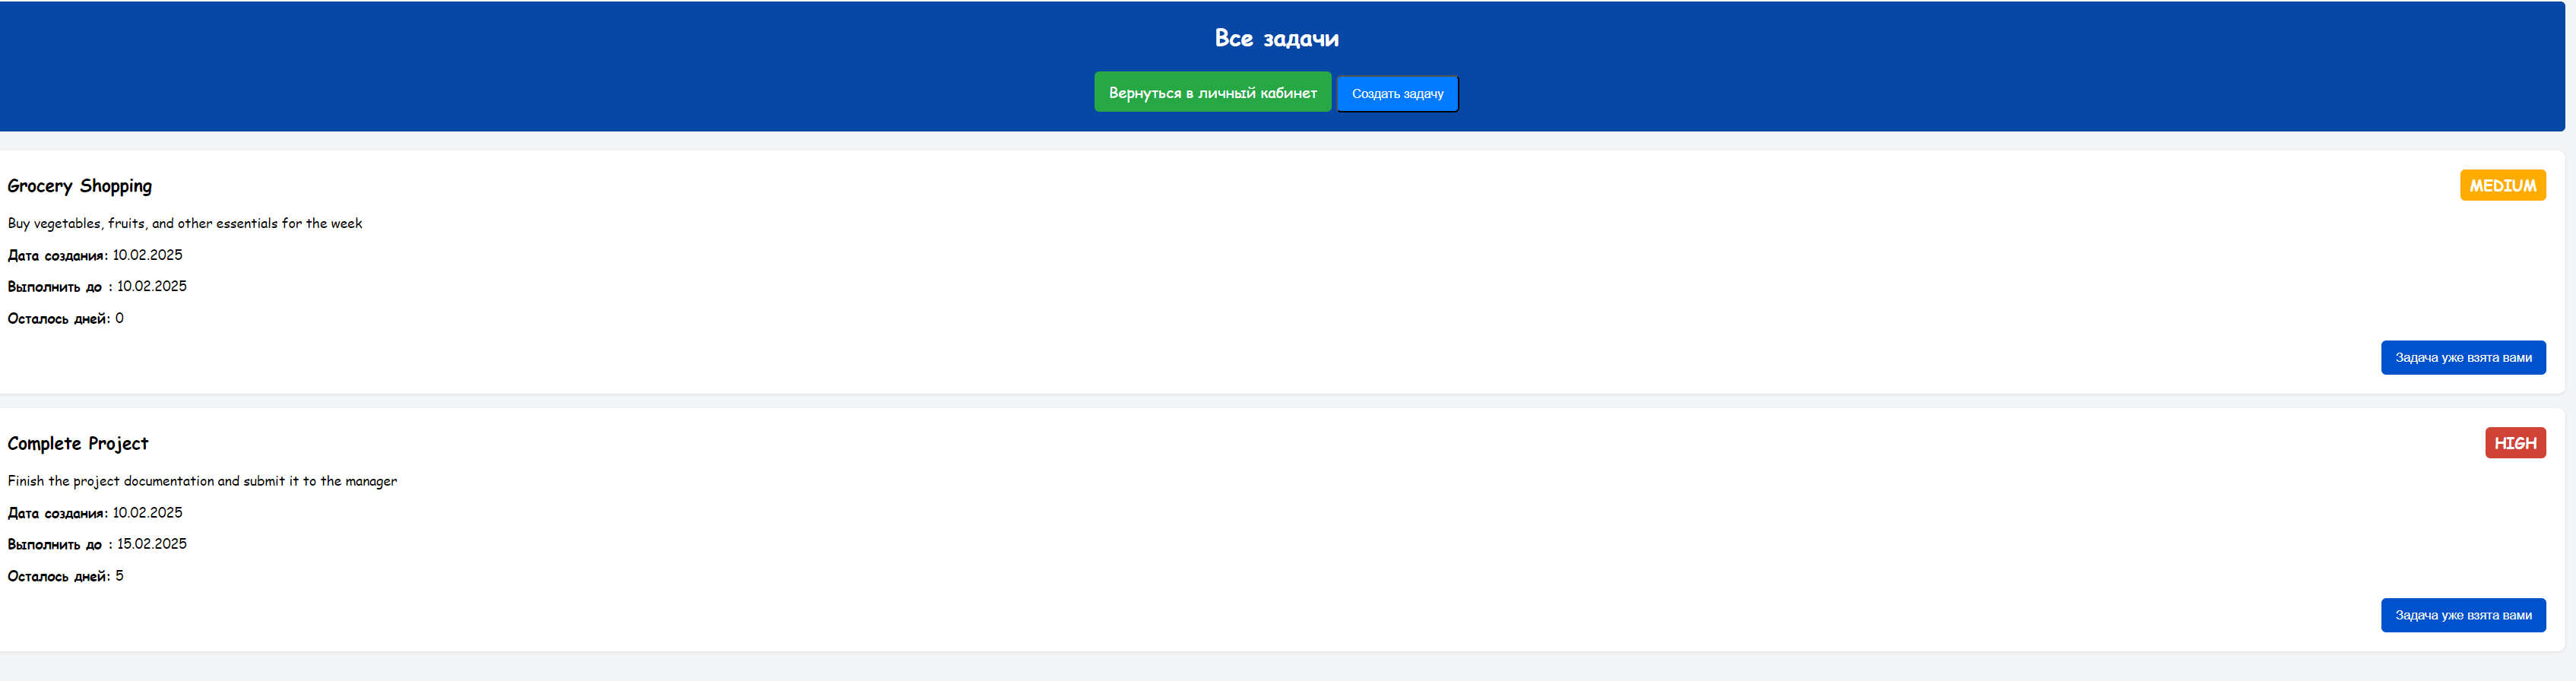 Все задачи
Вернуться в личный кабинет Создать задачу
Grocery Shopping MEDIUM
Buy vegetables, fruits, and other essentials for the week
Дата создания: 10.02.2025
Выполнить до : 10.02.2025
Осталось дней: 0
Задача уже взята вами
Complete Project HIGH
Finish the project documentation and submit it to the manager
Дата создания: 10.02.2025
Выполнить до : 15.02.2025
Осталось дней: 5
Задача уже взята вами